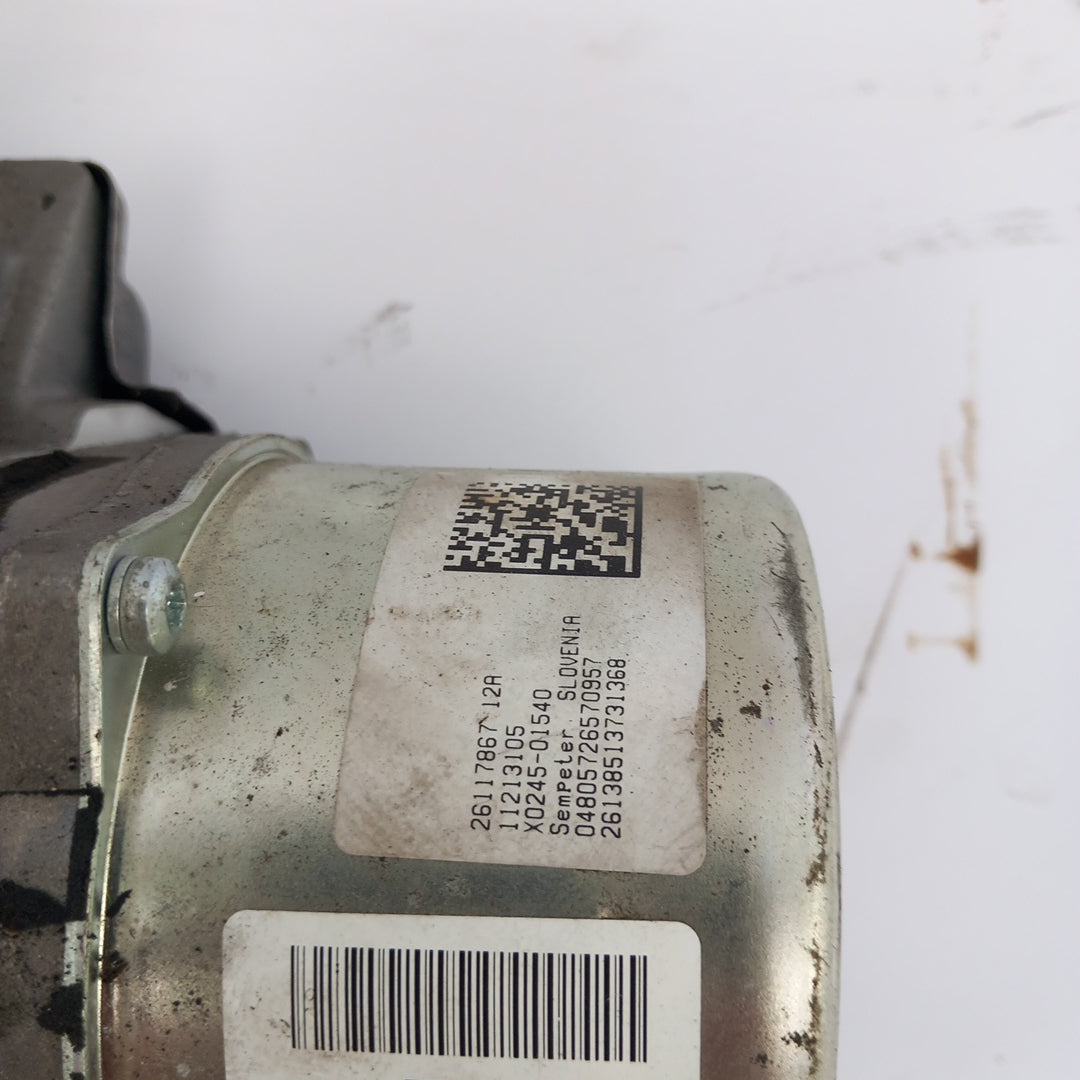 26117867 12A
11213105
X0245-01540
SemPeter. SLOVENIA
04805726570957
26138513731368